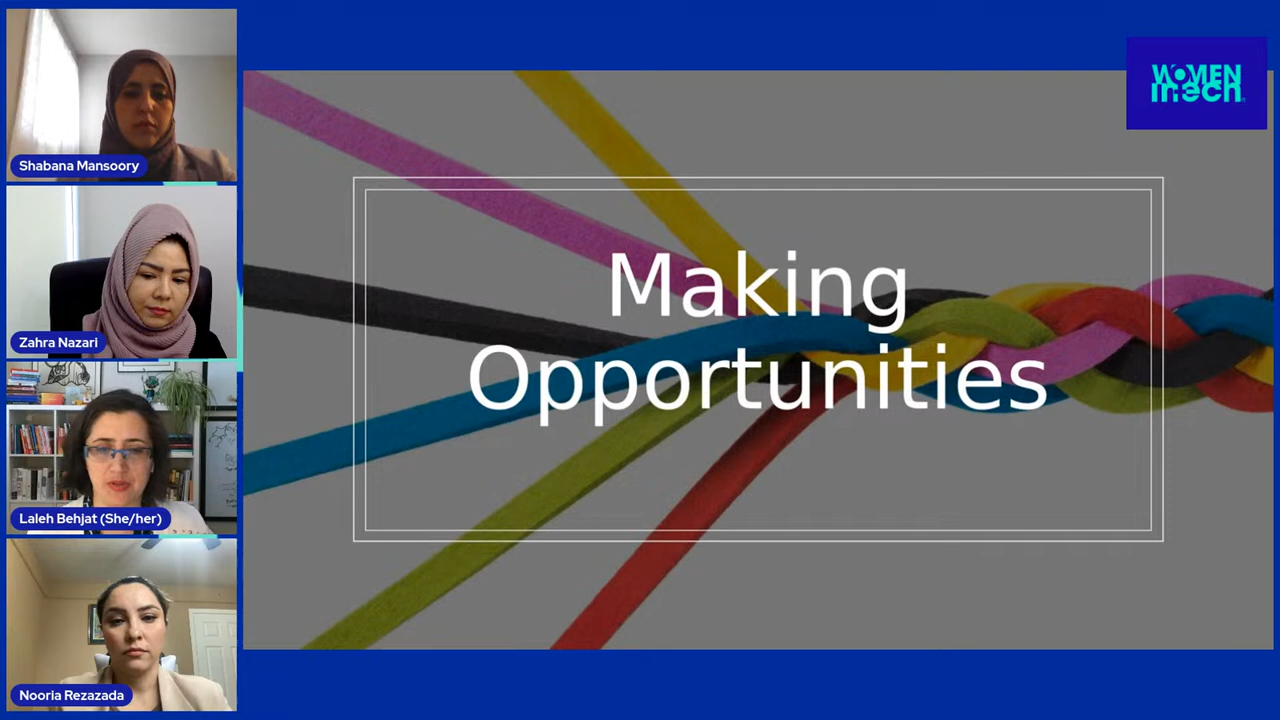 Shabana Mansoory
Zahra Nazari
Laleh Behjat (She/her)
Nooria Rezazada
Making
Opportunities
WOMEN
IN TECH